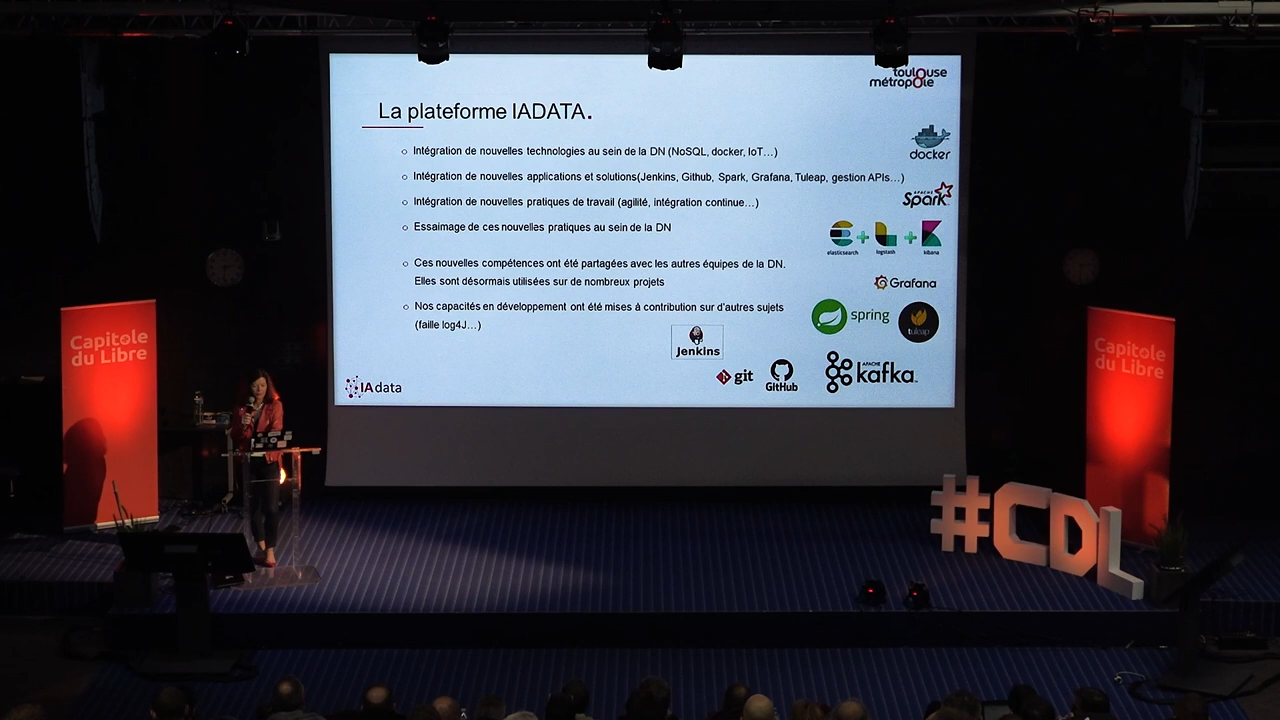 toulouse
métropole
La plateforme IADATA.
Intégration de nouvelles technologies au sein de la DN (NoSQL, docker, IoT…)
Intégration de nouvelles applications et solutions(Jenkins, Github, Spark, Grafana, Tuleap, gestion APIs…)
Intégration de nouvelles pratiques de travail (agilité, intégration continue…)
Essaimage de ces nouvelles pratiques au sein de la DN
Ces nouvelles compétences ont été partagées avec les autres équipes de la DN.
Elles sont désormais utilisées sur de nombreux projets
Nos capacités en développement ont été mises à contribution sur d'autres sujets
(faille log4J…)
docker
APACHE
Spark
elasticsearch + logstash + kibana
Grafana
spring
tuleap
Jenkins
git
GitHub
APACHE
kafka
IAdata
Capitole
du Libre
Capitole
du Libre
#CDL